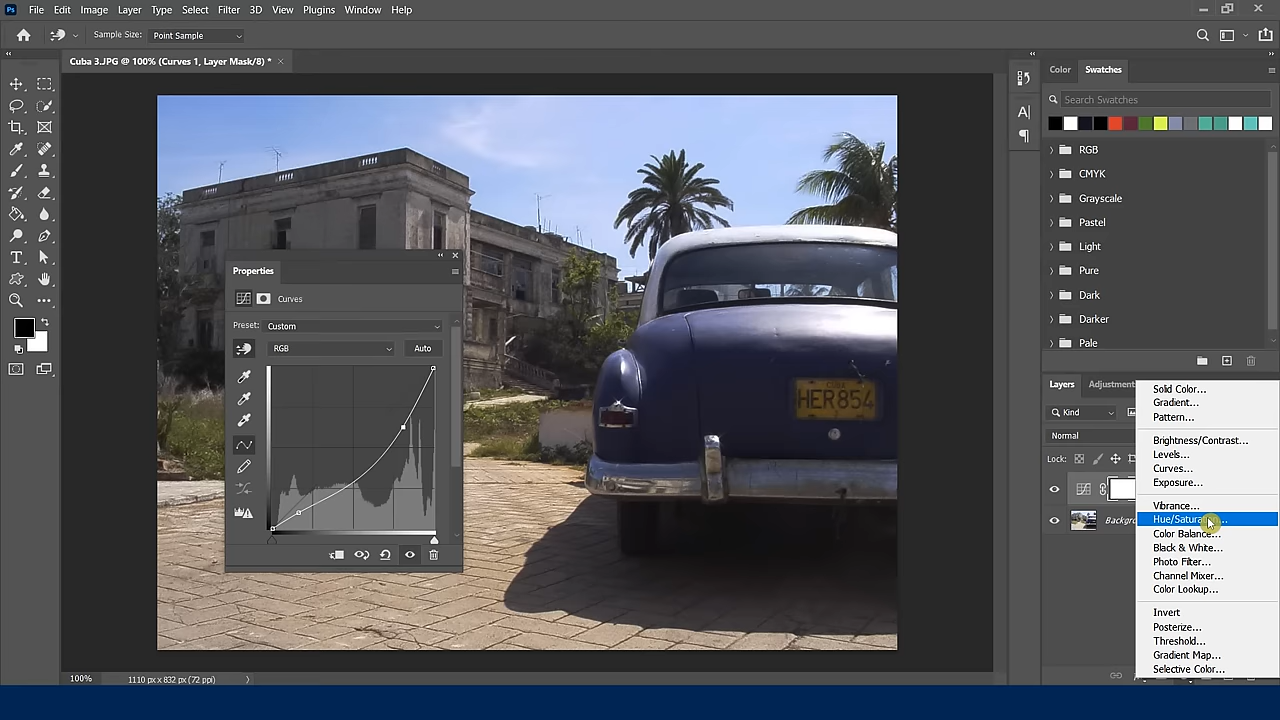 Ps File Edit Image Layer Type Select Filter 3D View Plugins Window Help
Sample Size: Point Sample
Cuba 3.JPG @ 100% (Curves 1, Layer Mask/8) *
Color Swatches
Search Swatches
RGB
CMYK
Grayscale
Pastel
Light
Pure
Dark
Darker
Pale
Properties
Curves
Preset: Custom
RGB Auto
HER854
Layers Adjustment
Kind
Normal
Lock:
Solid Color...
Gradient...
Pattern...
Brightness/Contrast...
Levels...
Curves...
Exposure...
Vibrance...
Hue/Saturation...
Color Balance...
Black & White...
Photo Filter...
Channel Mixer...
Color Lookup...
Invert
Posterize...
Threshold...
Gradient Map...
Selective Color...
100% 1110 px x 832 px (72 ppi)